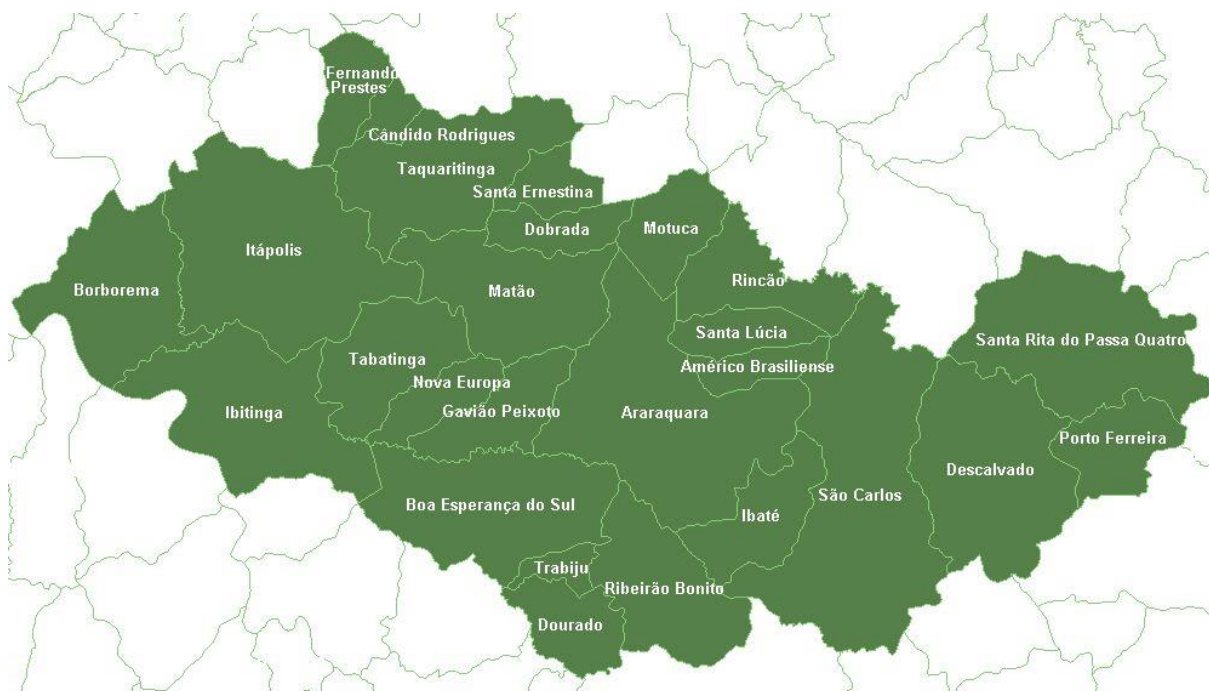 Fernando
Prestes
Cândido Rodrigues
Taquaritinga
Santa Ernestina
Dobrada
Motuca
Itápolis
Borborema
Matão
Rincão
Santa Lúcia
Santa Rita do Passa Quatro
Tabatinga
Américo Brasiliense
Nova Europa
Ibitinga
Gavião Peixoto
Araraquara
Porto Ferreira
Descalvado
São Carlos
Boa Esperança do Sul
Ibaté
Trabiju
Ribeirão Bonito
Dourado